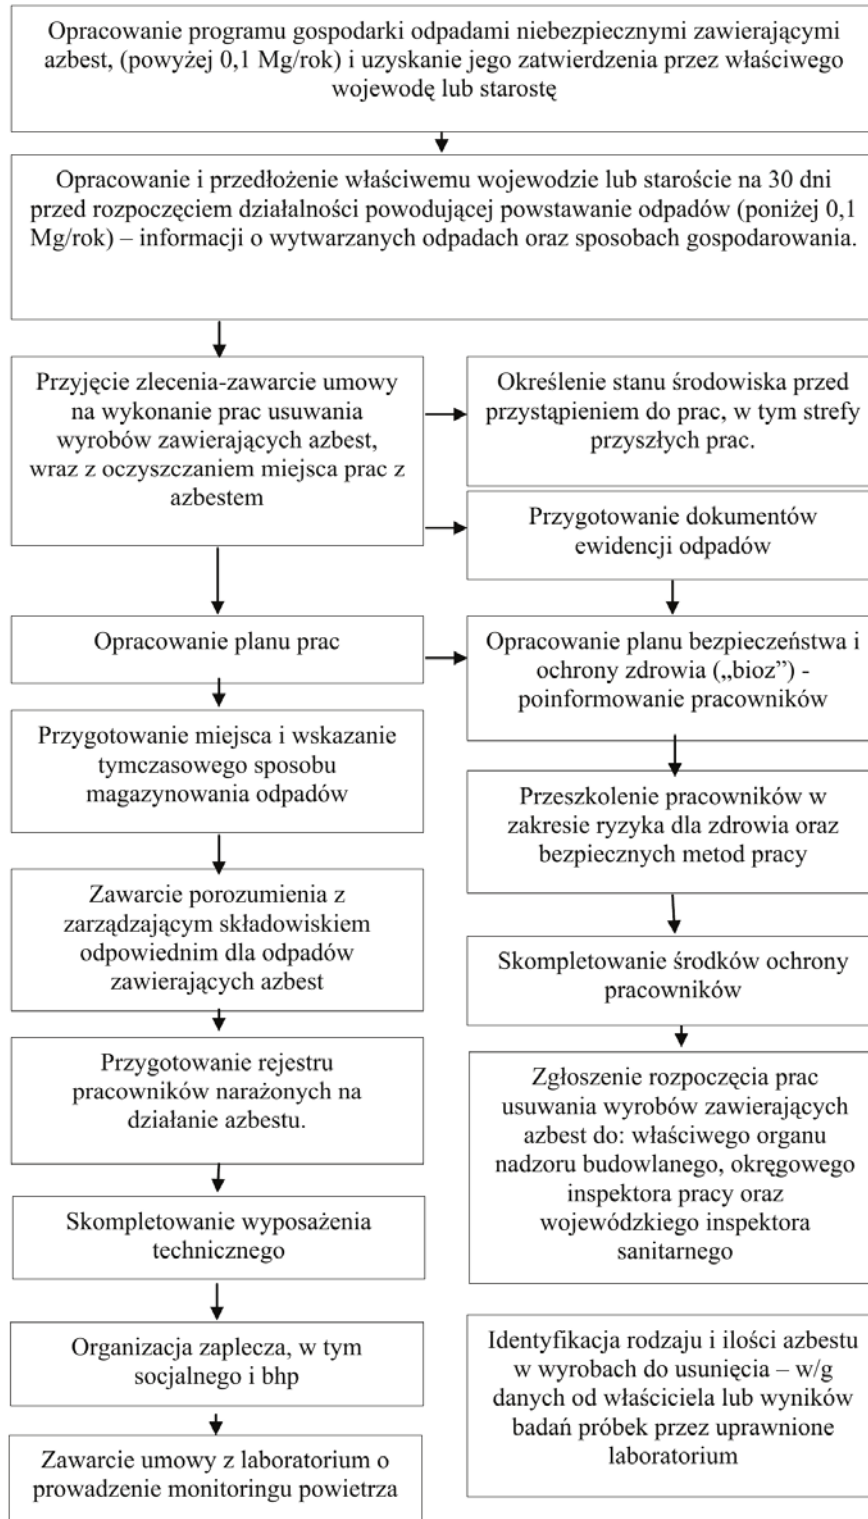 Opracowanie programu gospodarki odpadami niebezpiecznymi zawierającymi
azbest, (powyżej 0,1 Mg/rok) i uzyskanie jego zatwierdzenia przez właściwego
wojewodę lub starostę
Opracowanie i przedłożenie właściwemu wojewodzie lub staroście na 30 dni
przed rozpoczęciem działalności powodującej powstawanie odpadów (poniżej 0,1
Mg/rok) – informacji o wytwarzanych odpadach oraz sposobach gospodarowania.
Przyjęcie zlecenia-zawarcie umowy
na wykonanie prac usuwania
wyrobów zawierających azbest,
wraz z oczyszczaniem miejsca prac z
azbestem
Określenie stanu środowiska przed
przystąpieniem do prac, w tym strefy
przyszłych prac.
Przygotowanie dokumentów
ewidencji odpadów
Opracowanie planu prac
Opracowanie planu bezpieczeństwa i
ochrony zdrowia („bioz”) -
poinformowanie pracowników
Przygotowanie miejsca i wskazanie
tymczasowego sposobu
magazynowania odpadów
Przeszkolenie pracowników w
zakresie ryzyka dla zdrowia oraz
bezpiecznych metod pracy
Zawarcie porozumienia z
zarządzającym składowiskiem
odpowiednim dla odpadów
zawierających azbest
Skompletowanie środków ochrony
pracowników
Przygotowanie rejestru
pracowników narażonych na
działanie azbestu.
Zgłoszenie rozpoczęcia prac
usuwania wyrobów zawierających
azbest do: właściwego organu
nadzoru budowlanego, okręgowego
inspektora pracy oraz
wojewódzkiego inspektora
sanitarnego
Skompletowanie wyposażenia
technicznego
Organizacja zaplecza, w tym
socjalnego i bhp
Identyfikacja rodzaju i ilości azbestu
w wyrobach do usunięcia – w/g
danych od właściciela lub wyników
badań próbek przez uprawnione
laboratorium
Zawarcie umowy z laboratorium o
prowadzenie monitoringu powietrza